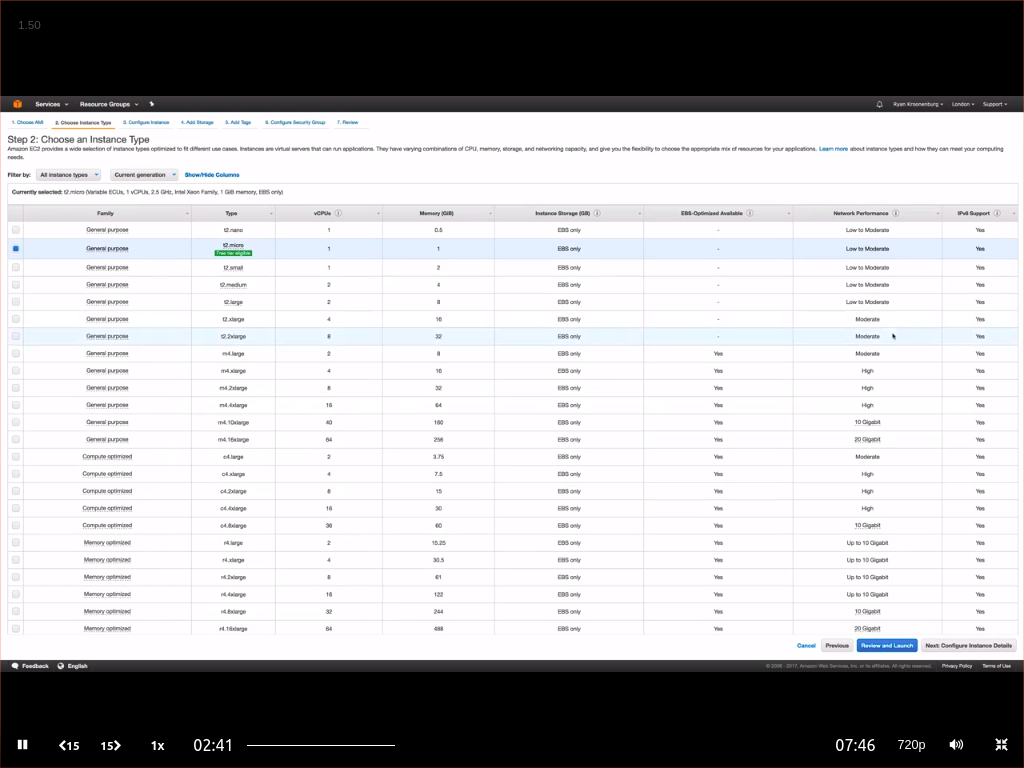 1.50
Services Resource Groups Ryan Kroonenburg London Support
1. Choose AMI 2. Choose Instance Type 3. Configure Instance 4. Add Storage 5. Add Tags 6. Configure Security Group 7. Review
Step 2: Choose an Instance Type
Amazon EC2 provides a wide selection of instance types optimized to fit different use cases. Instances are virtual servers that can run applications. They have varying combinations of CPU, memory, storage, and networking capacity, and give you the flexibility to choose the appropriate mix of resources for your applications. Learn more about instance types and how they can meet your computing
needs.
Filter by: All instance types Current generation Show/Hide Columns
Currently selected: t2.micro (Variable ECUs, 1 vCPUs, 2.5 GHz, Intel Xeon Family, 1 GiB memory, EBS only)
Family Type vCPUs Memory (GiB) Instance Storage (GB) EBS-Optimized Available Network Performance IPv6 Support
General purpose t2.nano 1 0.5 EBS only - Low to Moderate Yes
General purpose t2.micro 1 1 EBS only - Low to Moderate Yes
Free tier eligible
General purpose t2.small 1 2 EBS only - Low to Moderate Yes
General purpose t2.medium 2 4 EBS only - Low to Moderate Yes
General purpose t2.large 2 8 EBS only - Low to Moderate Yes
General purpose t2.xlarge 4 16 EBS only - Moderate Yes
General purpose t2.2xlarge 8 32 EBS only - Moderate Yes
General purpose m4.large 2 8 EBS only Yes Moderate Yes
General purpose m4.xlarge 4 16 EBS only Yes High Yes
General purpose m4.2xlarge 8 32 EBS only Yes High Yes
General purpose m4.4xlarge 16 64 EBS only Yes High Yes
General purpose m4.10xlarge 40 160 EBS only Yes 10 Gigabit Yes
General purpose m4.16xlarge 64 256 EBS only Yes 20 Gigabit Yes
Compute optimized c4.large 2 3.75 EBS only Yes Moderate Yes
Compute optimized c4.xlarge 4 7.5 EBS only Yes High Yes
Compute optimized c4.2xlarge 8 15 EBS only Yes High Yes
Compute optimized c4.4xlarge 16 30 EBS only Yes High Yes
Compute optimized c4.8xlarge 36 60 EBS only Yes 10 Gigabit Yes
Memory optimized r4.large 2 15.25 EBS only Yes Up to 10 Gigabit Yes
Memory optimized r4.xlarge 4 30.5 EBS only Yes Up to 10 Gigabit Yes
Memory optimized r4.2xlarge 8 61 EBS only Yes Up to 10 Gigabit Yes
Memory optimized r4.4xlarge 16 122 EBS only Yes Up to 10 Gigabit Yes
Memory optimized r4.8xlarge 32 244 EBS only Yes 10 Gigabit Yes
Memory optimized r4.16xlarge 64 488 EBS only Yes 20 Gigabit Yes
Cancel Previous Review and Launch Next: Configure Instance Details
Feedback English © 2008 - 2017, Amazon Web Services, Inc. or its affiliates. All rights reserved. Privacy Policy Terms of Use
15 15 1x 02:41 07:46 720p